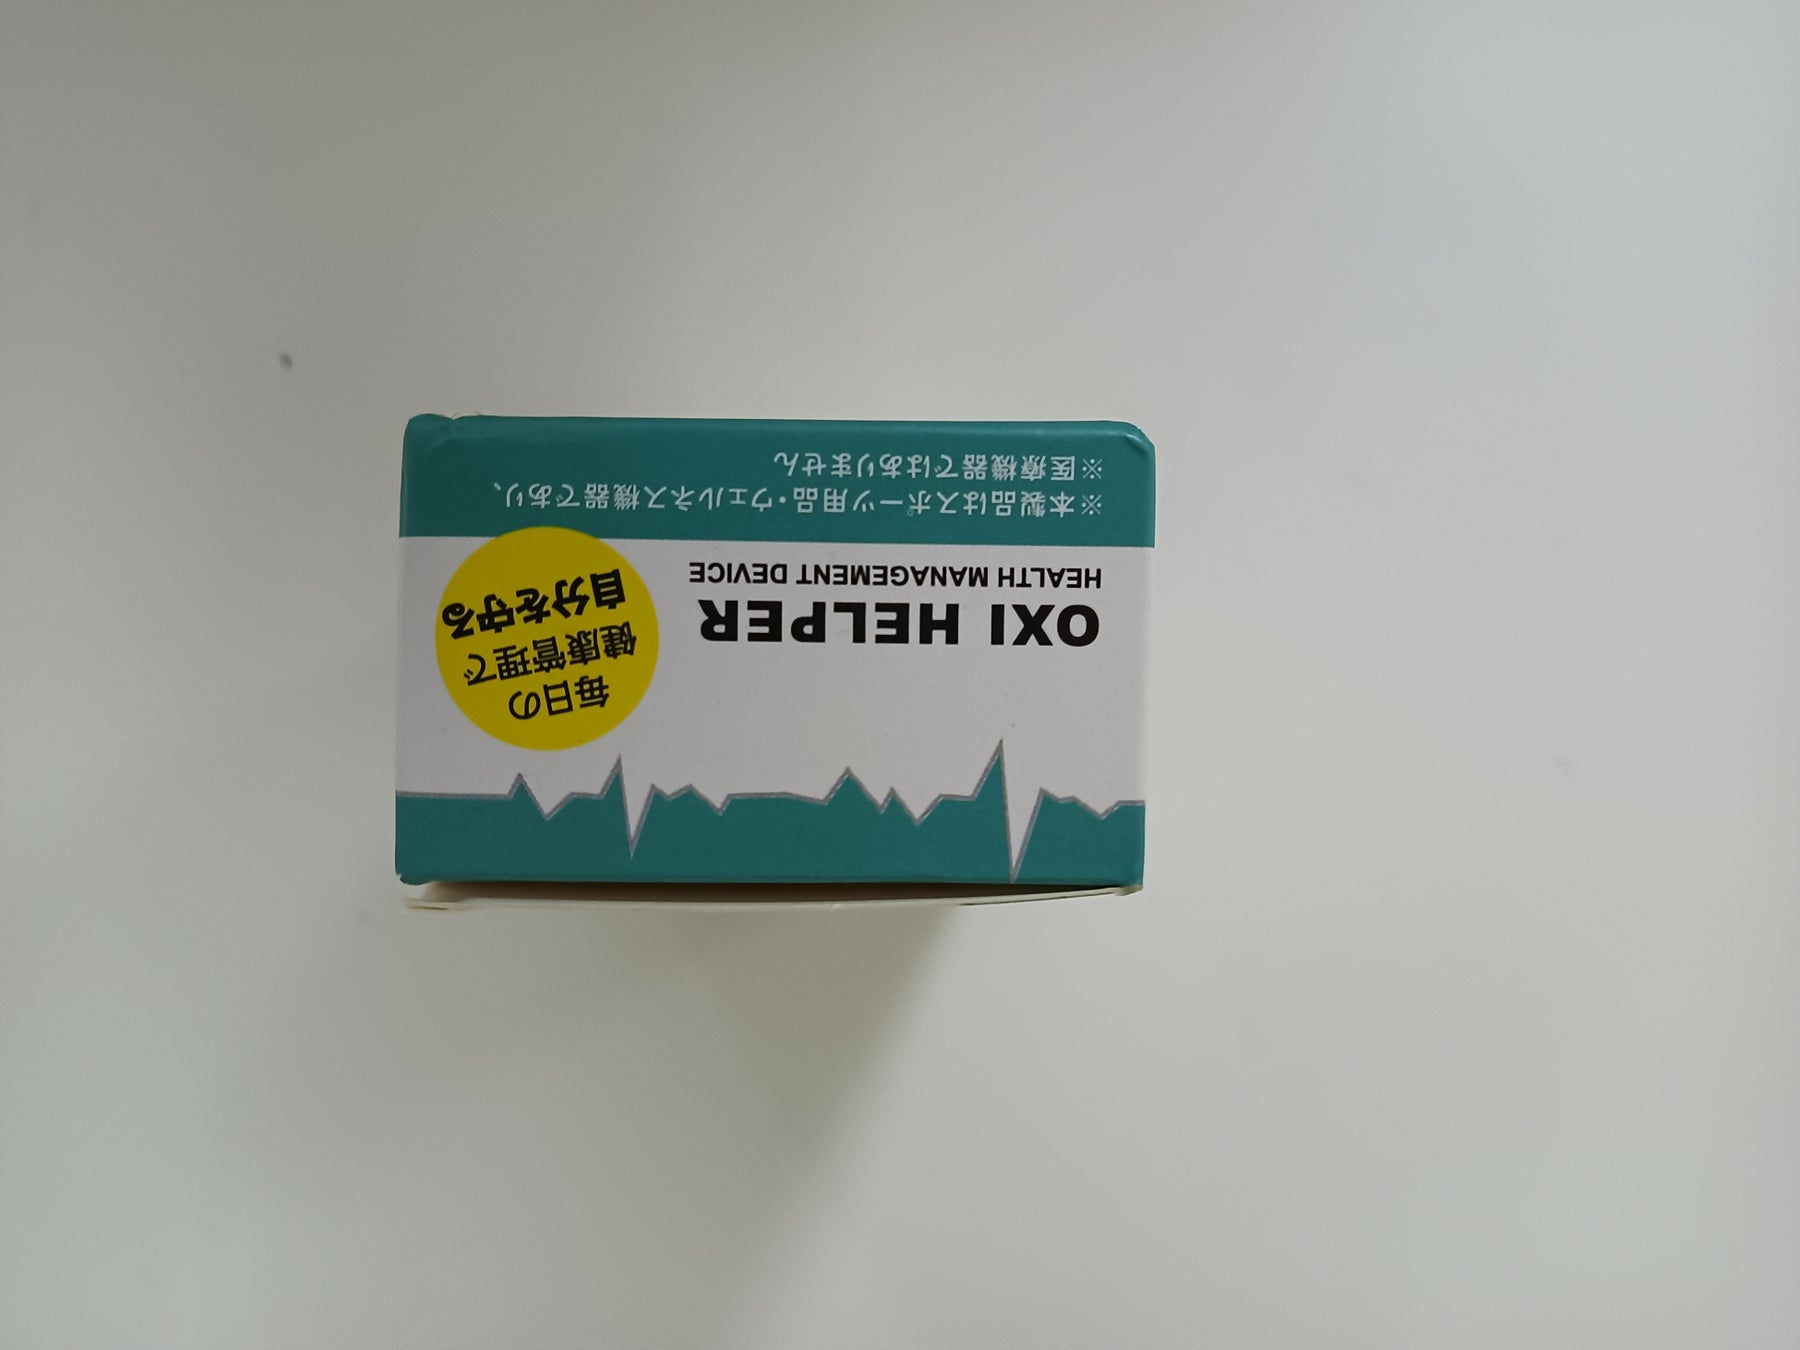 毎日の
健康管理で
自分を守る
OXI HELPER
HEALTH MANAGEMENT DEVICE
※本製品はスポーツ用品・ウェルネス機器であり、
※医療機器ではありません